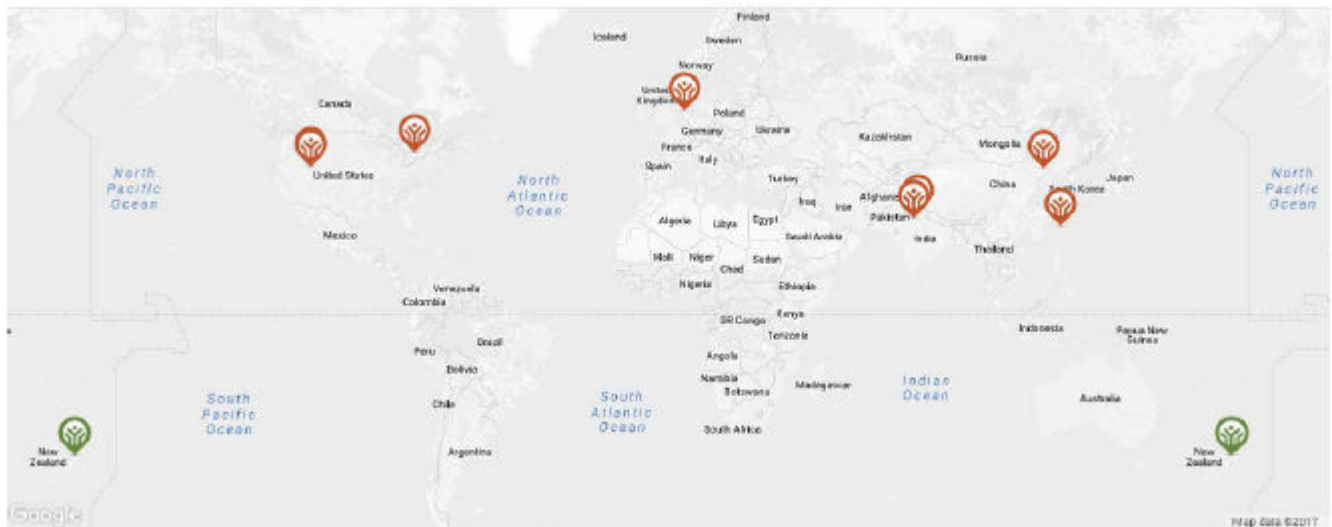 Finland
Iceland
Sweden
Russia
Norway
United
Kingdom
Canada
Poland
Germany
Ukraine
Kazakhstan
Mongolia
France
Italy
Spain
North
Pacific
Ocean
United States
North
Atlantic
Ocean
Turkey
China
Japan
North
Pacific
Ocean
South Korea
Iraq
Iran
Pakistan
Algeria
Libya
Egypt
Saudi Arabia
India
Mexico
Thailand
Mali
Niger
Chad
Sudan
Nigeria
Ethiopia
Venezuela
Colombia
DR Congo
Kenya
Tanzania
Indonesia
Papua New
Guinea
Brazil
Peru
Bolivia
Angola
Namibia
Botswana
Madagascar
Indian
Ocean
Australia
South
Pacific
Ocean
South
Atlantic
Ocean
Chile
South Africa
Argentina
New
Zealand
New
Zealand
Google
Map data ©2017